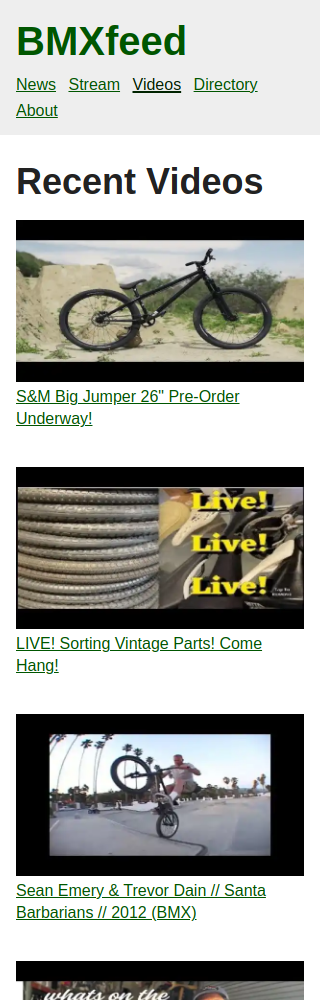 BMXfeed
News Stream Videos Directory
About
Recent Videos
S&M Big Jumper 26" Pre-Order
Underway!
Live!
Live!
Live!
LIVE! Sorting Vintage Parts! Come
Hang!
Sean Emery & Trevor Dain // Santa
Barbarians // 2012 (BMX)
whats on the